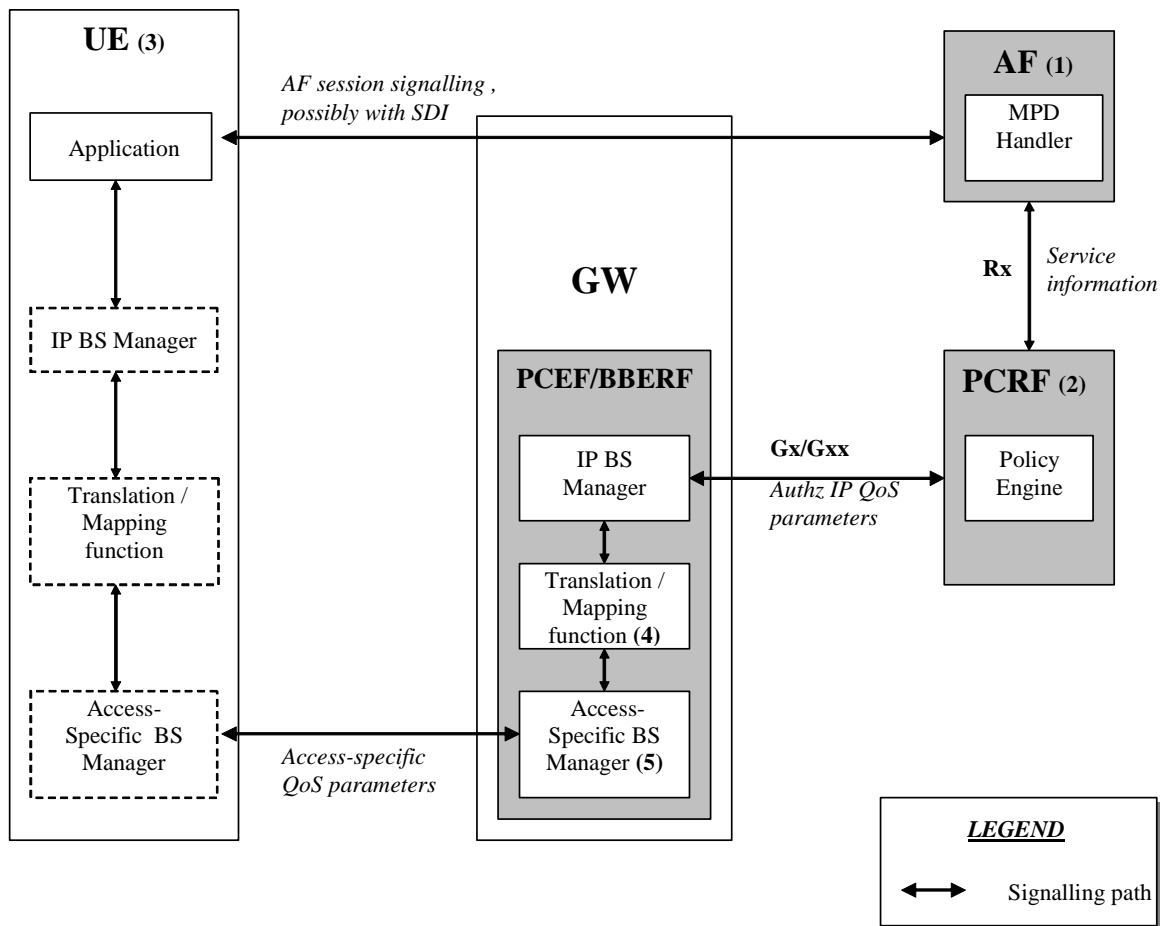 UE (3)
AF (1)
AF session signalling ,
possibly with SDI
MPD
Handler
Application
GW
Rx
Service
information
IP BS Manager
PCEF/BBERF
PCRF (2)
IP BS
Manager
Gx/Gxx
Authz IP QoS
parameters
Policy
Engine
Translation /
Mapping
function
Translation /
Mapping
function (4)
Access-
Specific BS
Manager
Access-specific
QoS parameters
Access-
Specific BS
Manager (5)
LEGEND
Signalling path